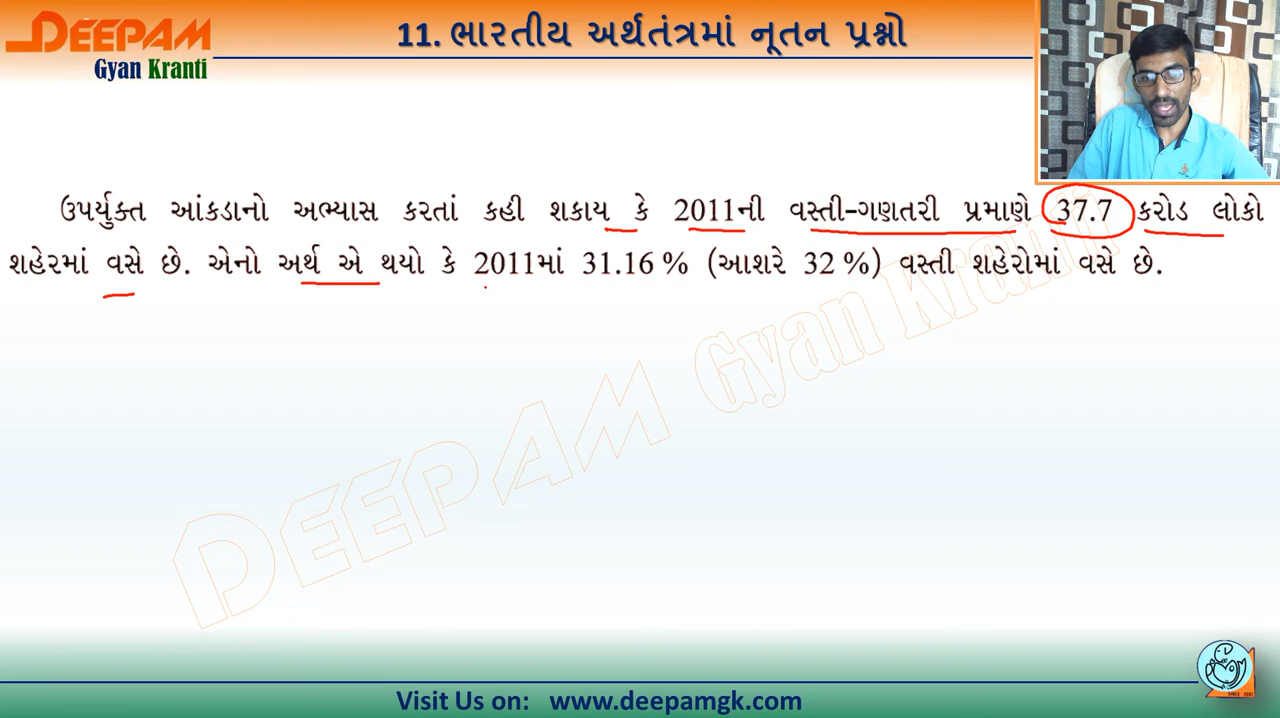 DEEPAM
Gyan Kranti
11. ભારતીય અર્થતંત્રમાં નૂતન પ્રશ્નો
ઉપર્યુક્ત આંકડાનો અભ્યાસ કરતાં કહી શકાય કે 2011ની વસ્તી-ગણતરી પ્રમાણે 37.7 કરોડ લોકો
શહેરમાં વસે છે. એનો અર્થ એ થયો કે 2011માં 31.16 % (આશરે 32 %) વસ્તી શહેરોમાં વસે છે.
DEEPAM Gyan Kranti
Visit Us on: www.deepamgk.com